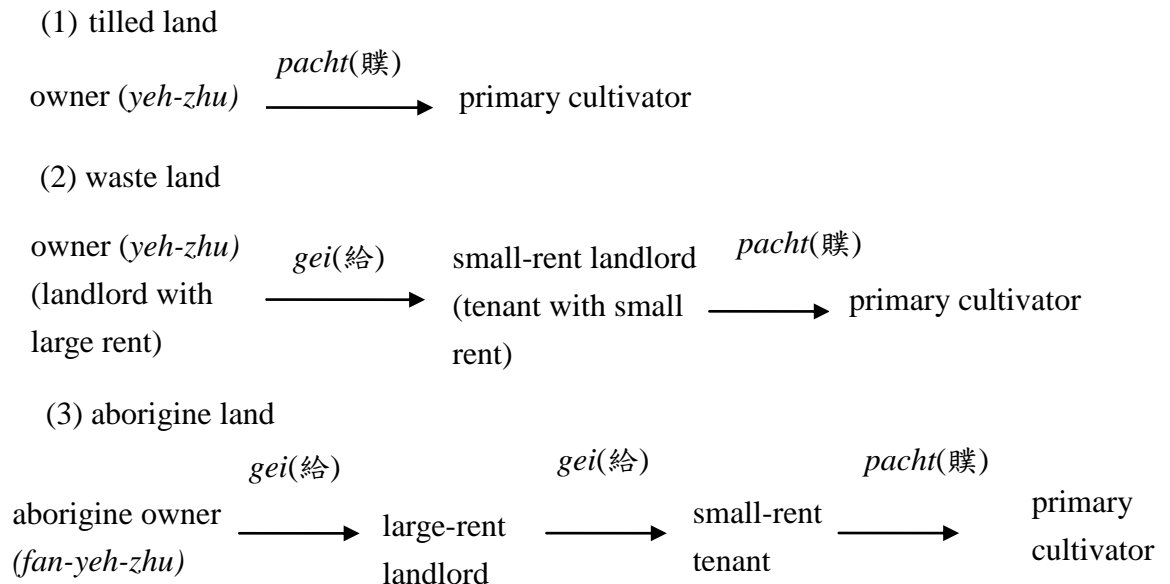 (1) tilled land
pacht(贌)
owner (yeh-zhu)
primary cultivator
(2) waste land
owner (yeh-zhu)
(landlord with
large rent)
gei(給)
small-rent landlord
(tenant with small
rent)
pacht(贌)
primary cultivator
(3) aborigine land
gei(給)
gei(給)
pacht(贌)
aborigine owner
(fan-yeh-zhu)
large-rent
landlord
small-rent
tenant
primary
cultivator